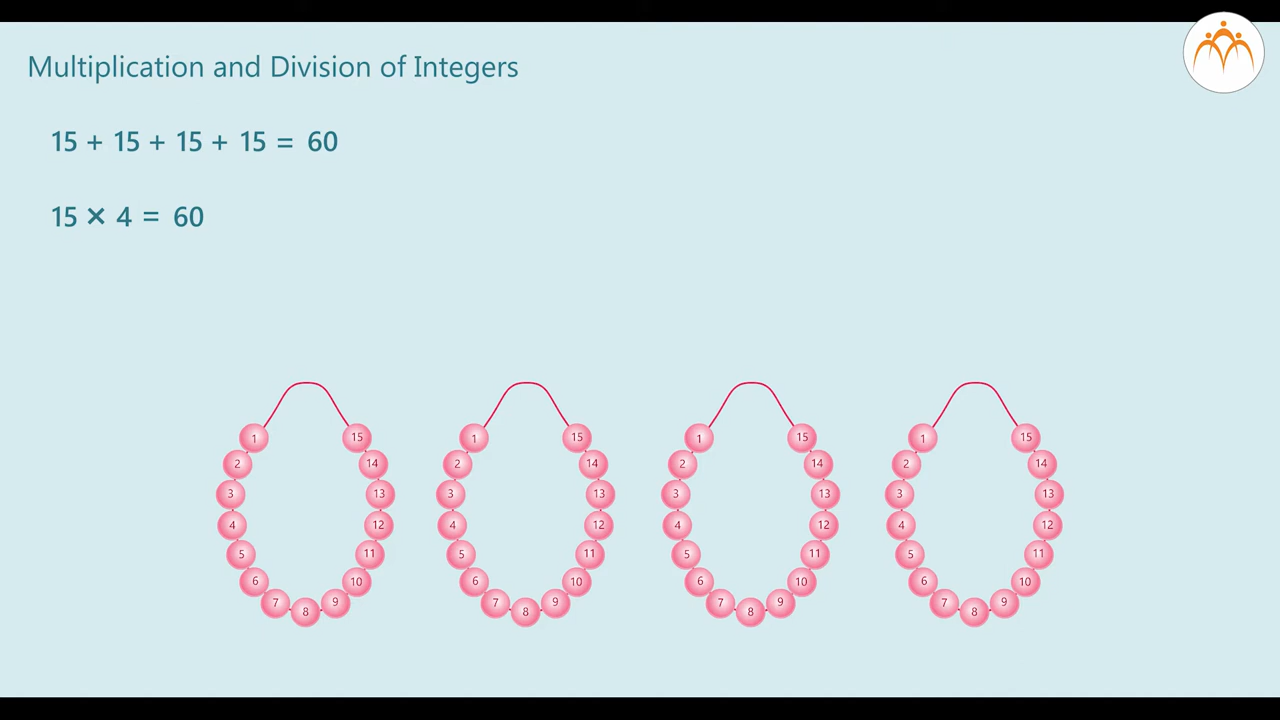 Multiplication and Division of Integers
15 + 15 + 15 + 15 = 60
15 × 4 = 60
1 15 1 15 1 15 1 15
2 14 2 14 2 14 2 14
3 13 3 13 3 13 3 13
4 12 4 12 4 12 4 12
5 11 5 11 5 11 5 11
6 10 6 10 6 10 6 10
7 9 7 9 7 9 7 9
8 8 8 8